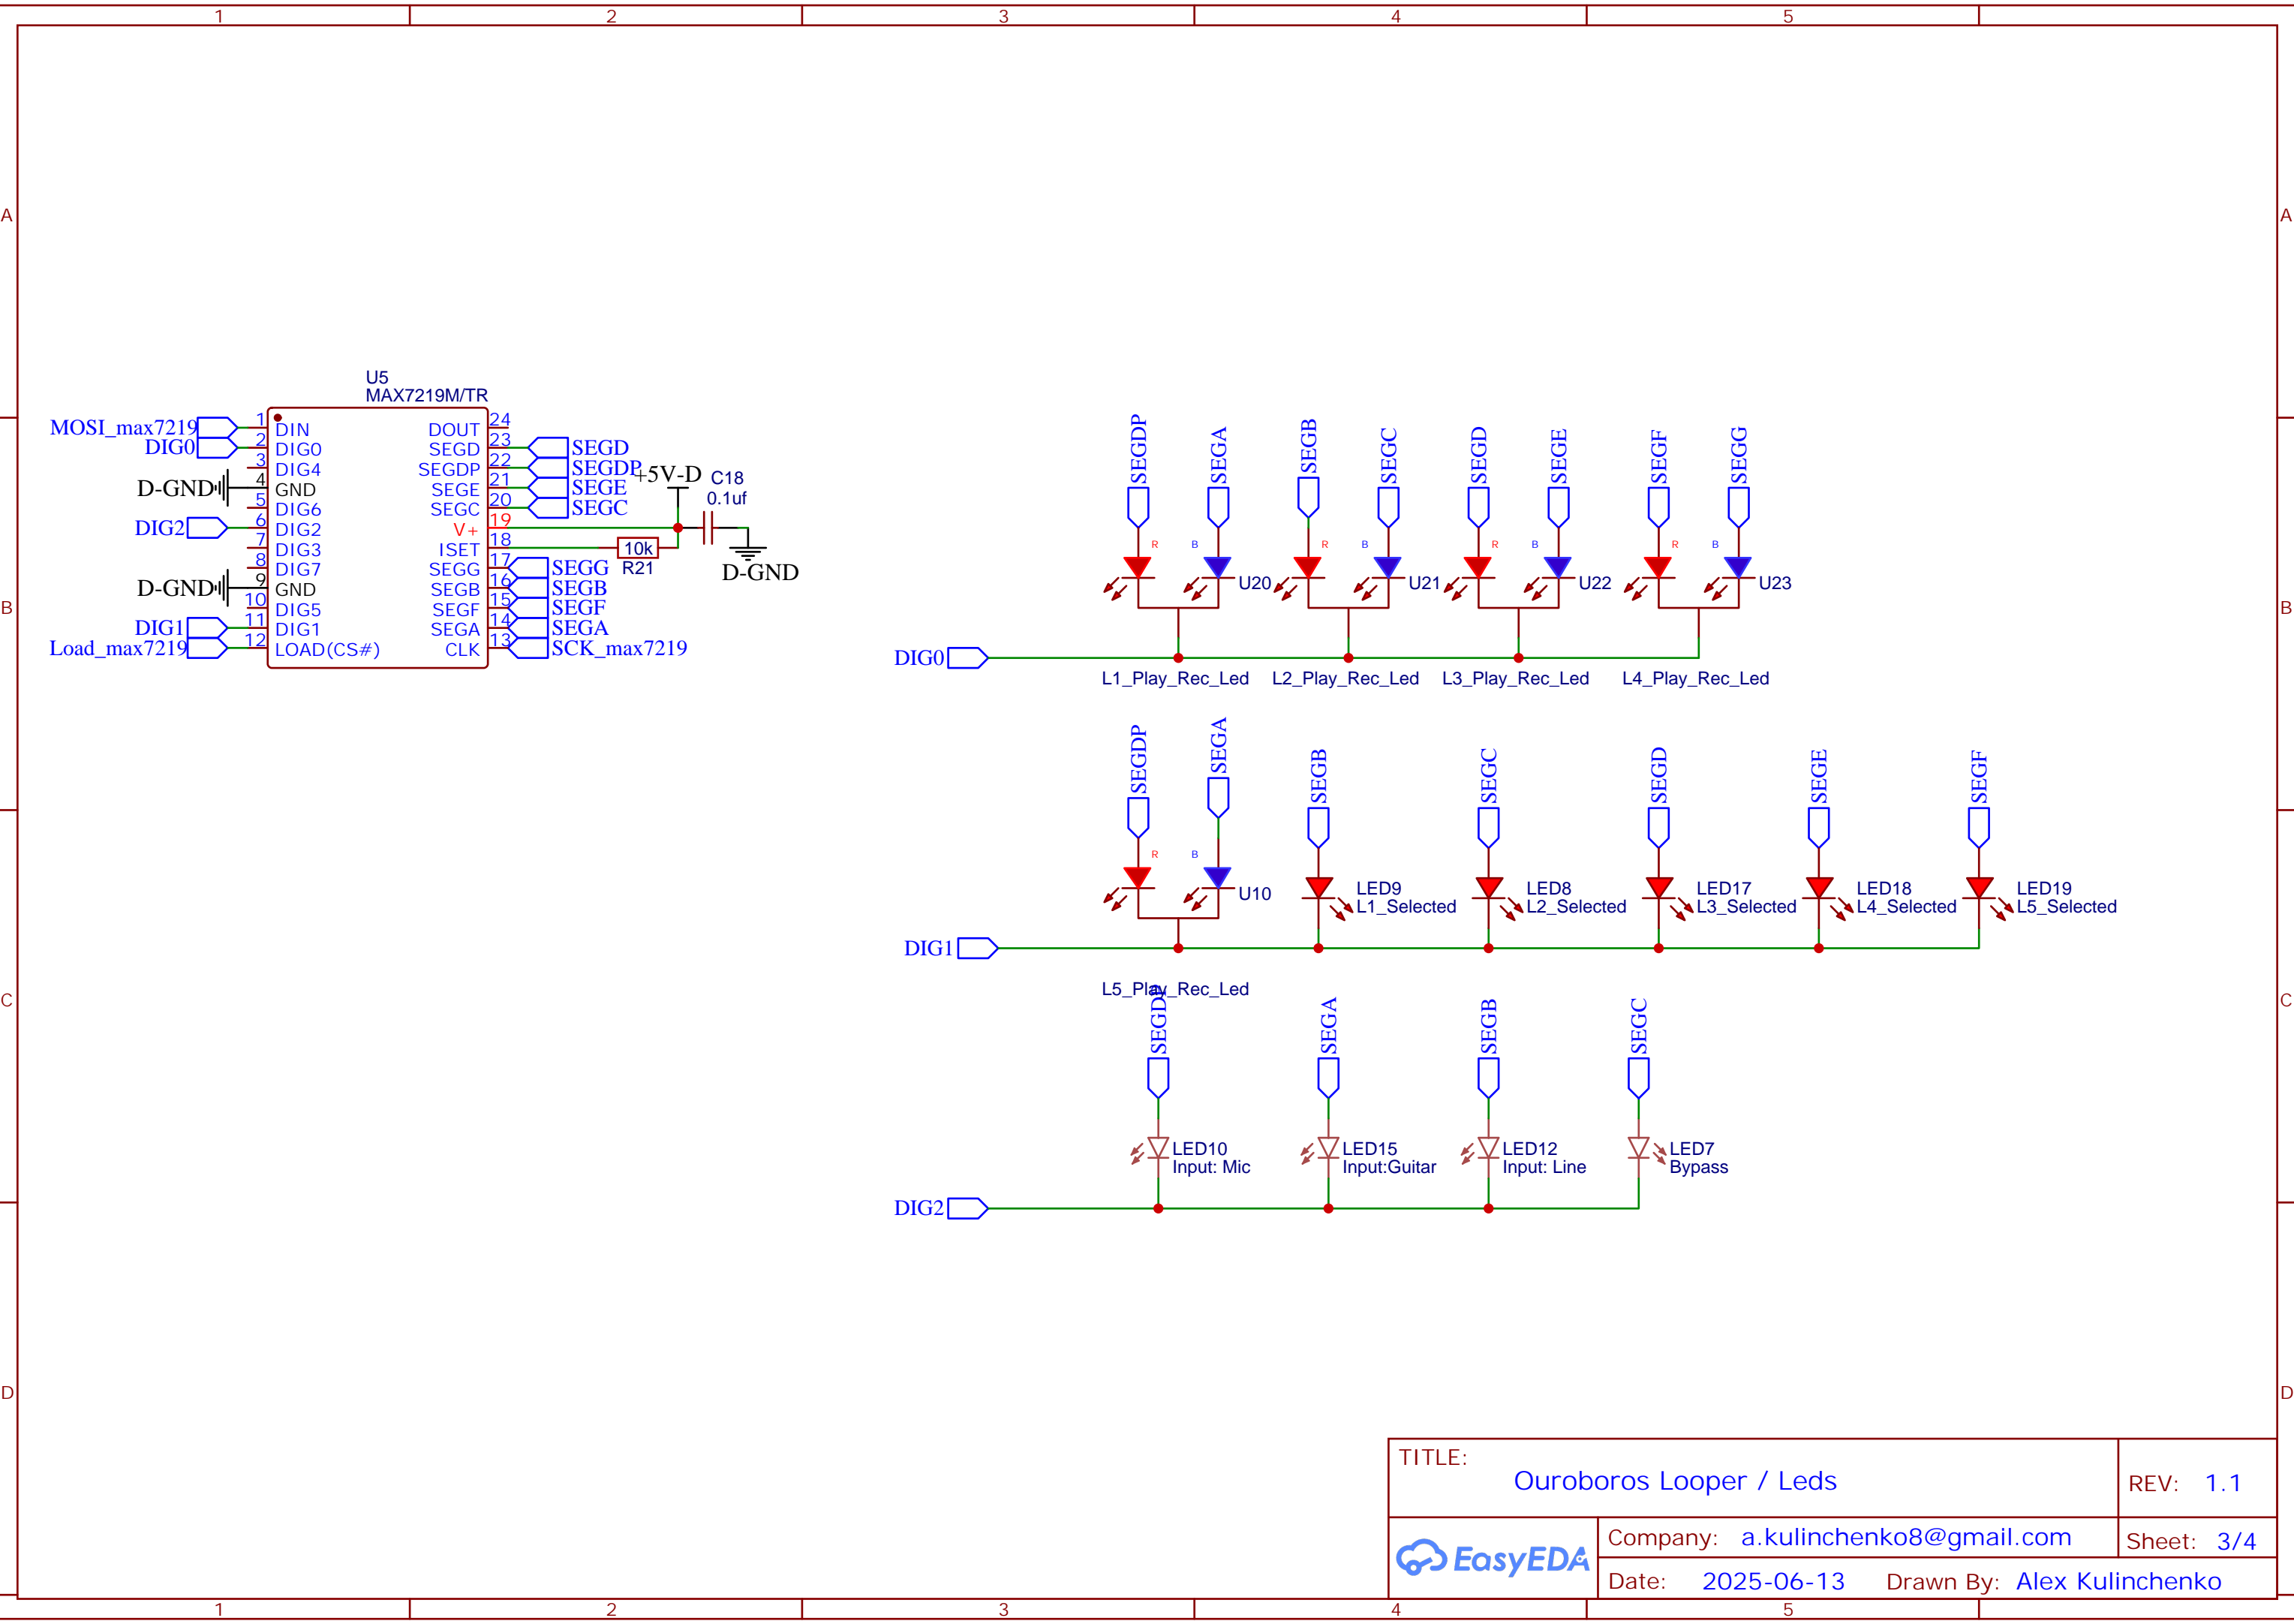 1 2 3 4 5
A A
B B
C C
D D
U5
MAX7219M/TR
MOSI_max7219 1 DIN DOUT 24
DIG0 2 DIG0 SEGD 23 SEGD
3 DIG4 SEGDP 22 SEGDP
D-GND 4 GND SEGE 21 SEGE
5 DIG6 SEGC 20 SEGC
DIG2 6 DIG2 V+ 19
7 DIG3 ISET 18
8 DIG7 SEGG 17 SEGG
D-GND 9 GND SEGB 16 SEGB
10 DIG5 SEGF 15 SEGF
DIG1 11 DIG1 SEGA 14 SEGA
Load_max7219 12 LOAD(CS#) CLK 13 SCK_max7219
+5V-D
C18
0.1uf
10k
R21
D-GND
SEGDP SEGA SEGB SEGC SEGD SEGE SEGF SEGG
R B R B R B R B
U20 U21 U22 U23
DIG0
L1_Play_Rec_Led L2_Play_Rec_Led L3_Play_Rec_Led L4_Play_Rec_Led
SEGDP SEGA SEGB SEGC SEGD SEGE SEGF
R B
U10
LED9
L1_Selected
LED8
L2_Selected
LED17
L3_Selected
LED18
L4_Selected
LED19
L5_Selected
DIG1
L5_Play_Rec_Led
SEGDP SEGA SEGB SEGC
LED10
Input: Mic
LED15
Input:Guitar
LED12
Input: Line
LED7
Bypass
DIG2
TITLE:
Ouroboros Looper / Leds
REV: 1.1
EasyEDA
Company: a.kulinchenko8@gmail.com
Sheet: 3/4
Date: 2025-06-13 Drawn By: Alex Kulinchenko
1 2 3 4 5